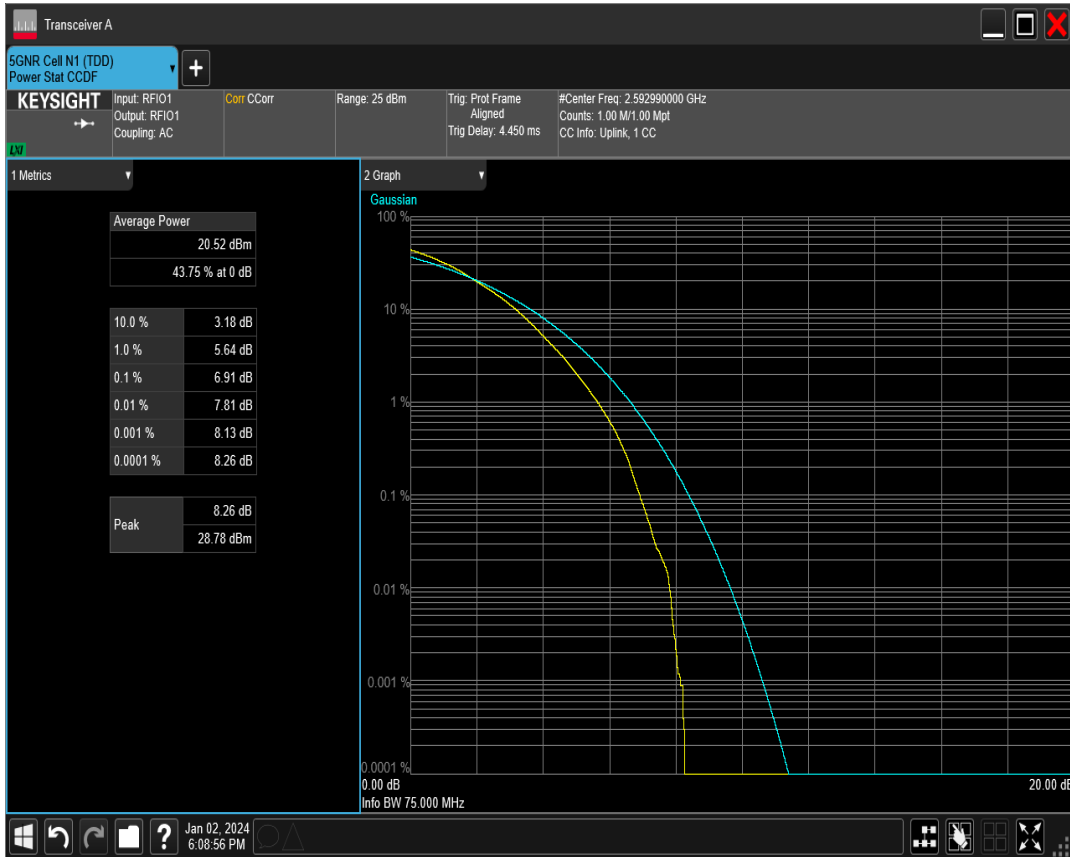 Transceiver A
5GNR Cell N1 (TDD)
Power Stat CCDF
KEYSIGHT
LXI
Input: RFIO1
Output: RFIO1
Coupling: AC
Corr CCorr
Range: 25 dBm
Trig: Prot Frame
Aligned
Trig Delay: 4.450 ms
#Center Freq: 2.592990000 GHz
Counts: 1.00 M/1.00 Mpt
CC Info: Uplink, 1 CC
1 Metrics
Average Power
20.52 dBm
43.75 % at 0 dB
10.0 % 3.18 dB
1.0 % 5.64 dB
0.1 % 6.91 dB
0.01 % 7.81 dB
0.001 % 8.13 dB
0.0001 % 8.26 dB
Peak
8.26 dB
28.78 dBm
2 Graph
Gaussian
100 %
10 %
1 %
0.1 %
0.01 %
0.001 %
0.0001 %
0.00 dB 20.00 dB
Info BW 75.000 MHz
?
Jan 02, 2024
6:08:56 PM